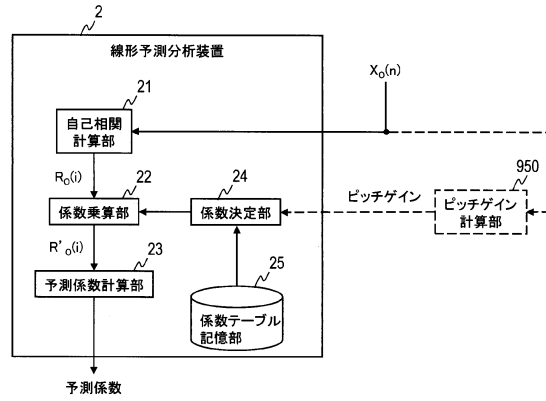 2
線形予測分析装置
X₀(n)
21
自己相関
計算部
R₀(i)
22
係数乗算部
24
係数決定部
ピッチゲイン
950
ピッチゲイン
計算部
R'₀(i)
23
予測係数計算部
25
係数テーブル
記憶部
予測係数